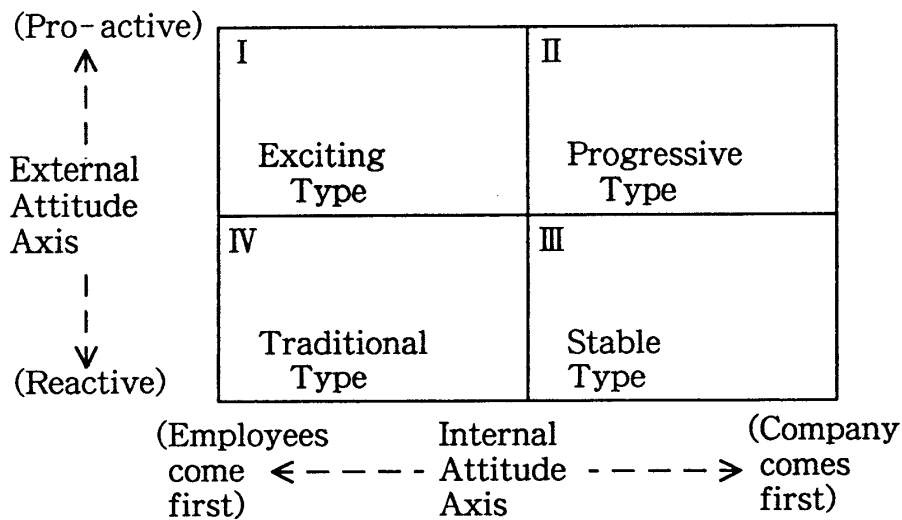 (Pro-active)
External
Attitude
Axis
(Reactive)
I
Exciting
Type
II
Progressive
Type
IV
Traditional
Type
III
Stable
Type
(Employees
come
first)
Internal
Attitude
Axis
(Company
comes
first)